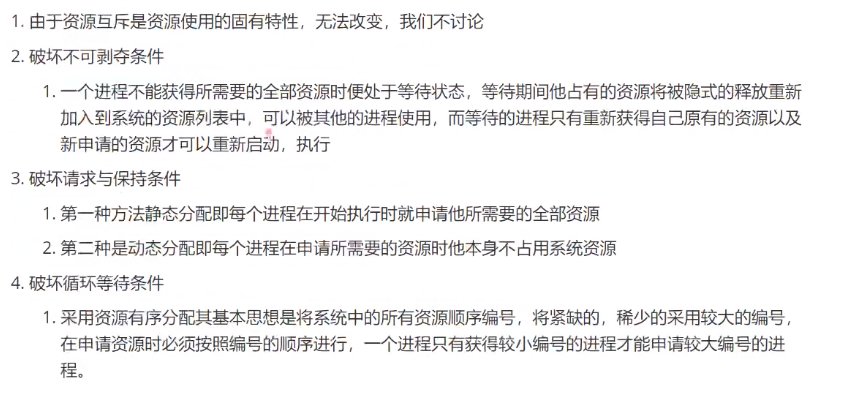 1. 由于资源互斥是资源使用的固有特性，无法改变，我们不讨论
2. 破坏不可剥夺条件
1. 一个进程不能获得所需要的全部资源时便处于等待状态，等待期间他占有的资源将被隐式的释放重新
加入到系统的资源列表中，可以被其他的进程使用，而等待的进程只有重新获得自己原有的资源以及
新申请的资源才可以重新启动，执行
3. 破坏请求与保持条件
1. 第一种方法静态分配即每个进程在开始执行时就申请他所需要的全部资源
2. 第二种是动态分配即每个进程在申请所需要的资源时他本身不占用系统资源
4. 破坏循环等待条件
1. 采用资源有序分配其基本思想是将系统中的所有资源顺序编号，将紧缺的，稀少的采用较大的编号，
在申请资源时必须按照编号的顺序进行，一个进程只有获得较小编号的进程才能申请较大编号的进
程。